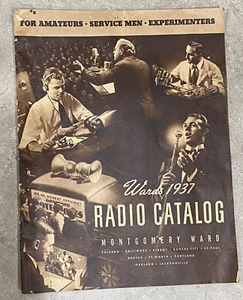 FOR AMATEURS · SERVICE MEN · EXPERIMENTERS
Wards 1937
RADIO CATALOG
MONTGOMERY WARD
CHICAGO · BALTIMORE · ALBANY · KANSAS CITY · ST. PAUL
DENVER · FT. WORTH · PORTLAND
OAKLAND · JACKSONVILLE